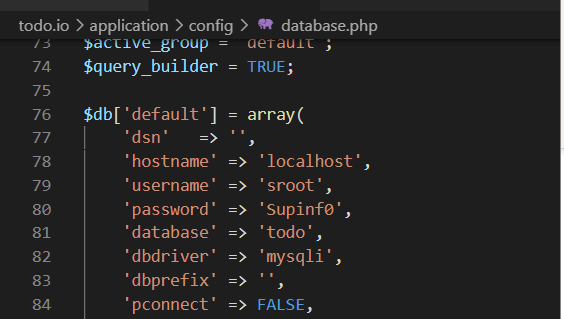 todo.io > application > config > database.php
73 $active_group = 'default';
74 $query_builder = TRUE;
75
76 $db['default'] = array(
77 'dsn' => '',
78 'hostname' => 'localhost',
79 'username' => 'sroot',
80 'password' => 'Supinf0',
81 'database' => 'todo',
82 'dbdriver' => 'mysqli',
83 'dbprefix' => '',
84 'pconnect' => FALSE,